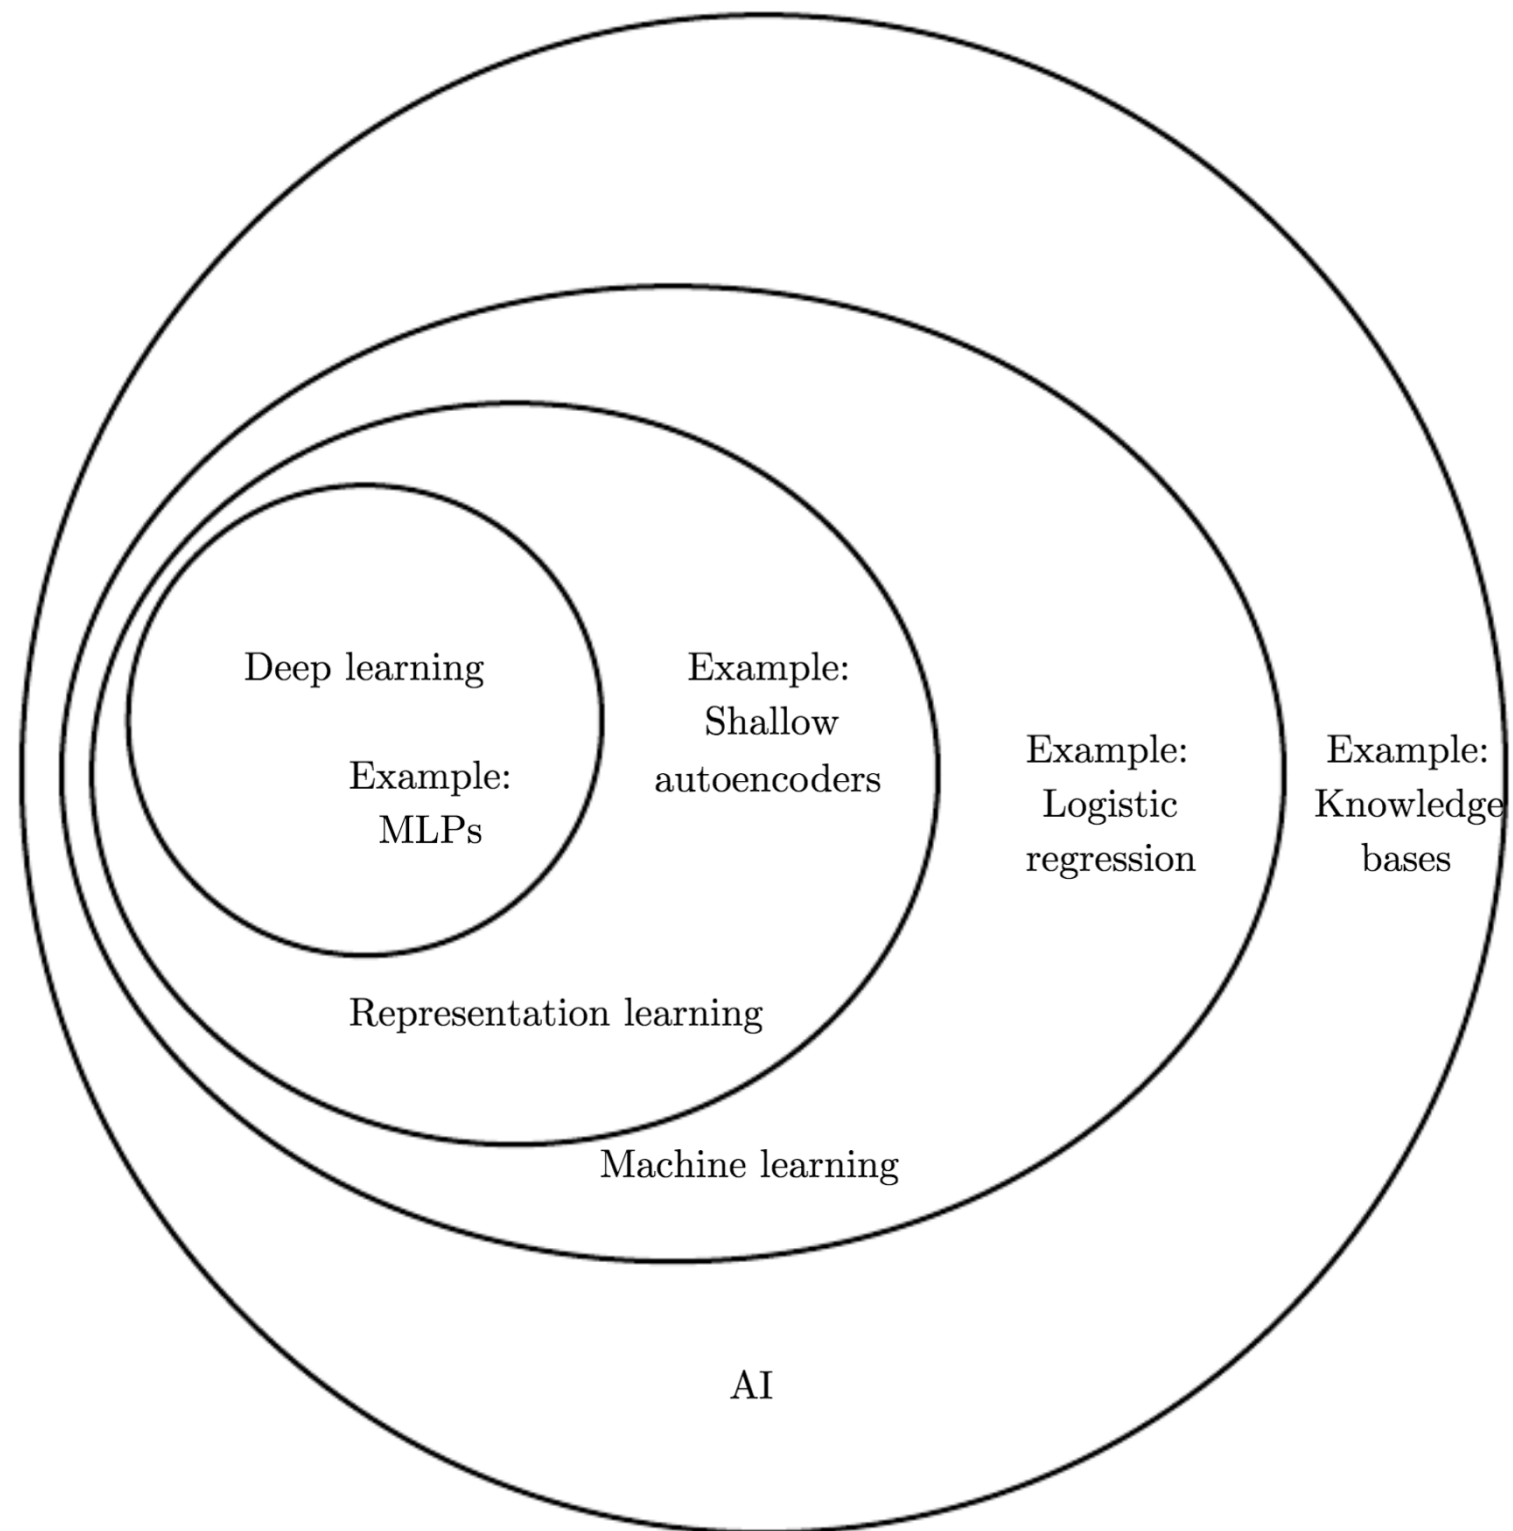 Deep learning
Example:
MLPs
Example:
Shallow
autoencoders
Example:
Logistic
regression
Example:
Knowledge
bases
Representation learning
Machine learning
AI